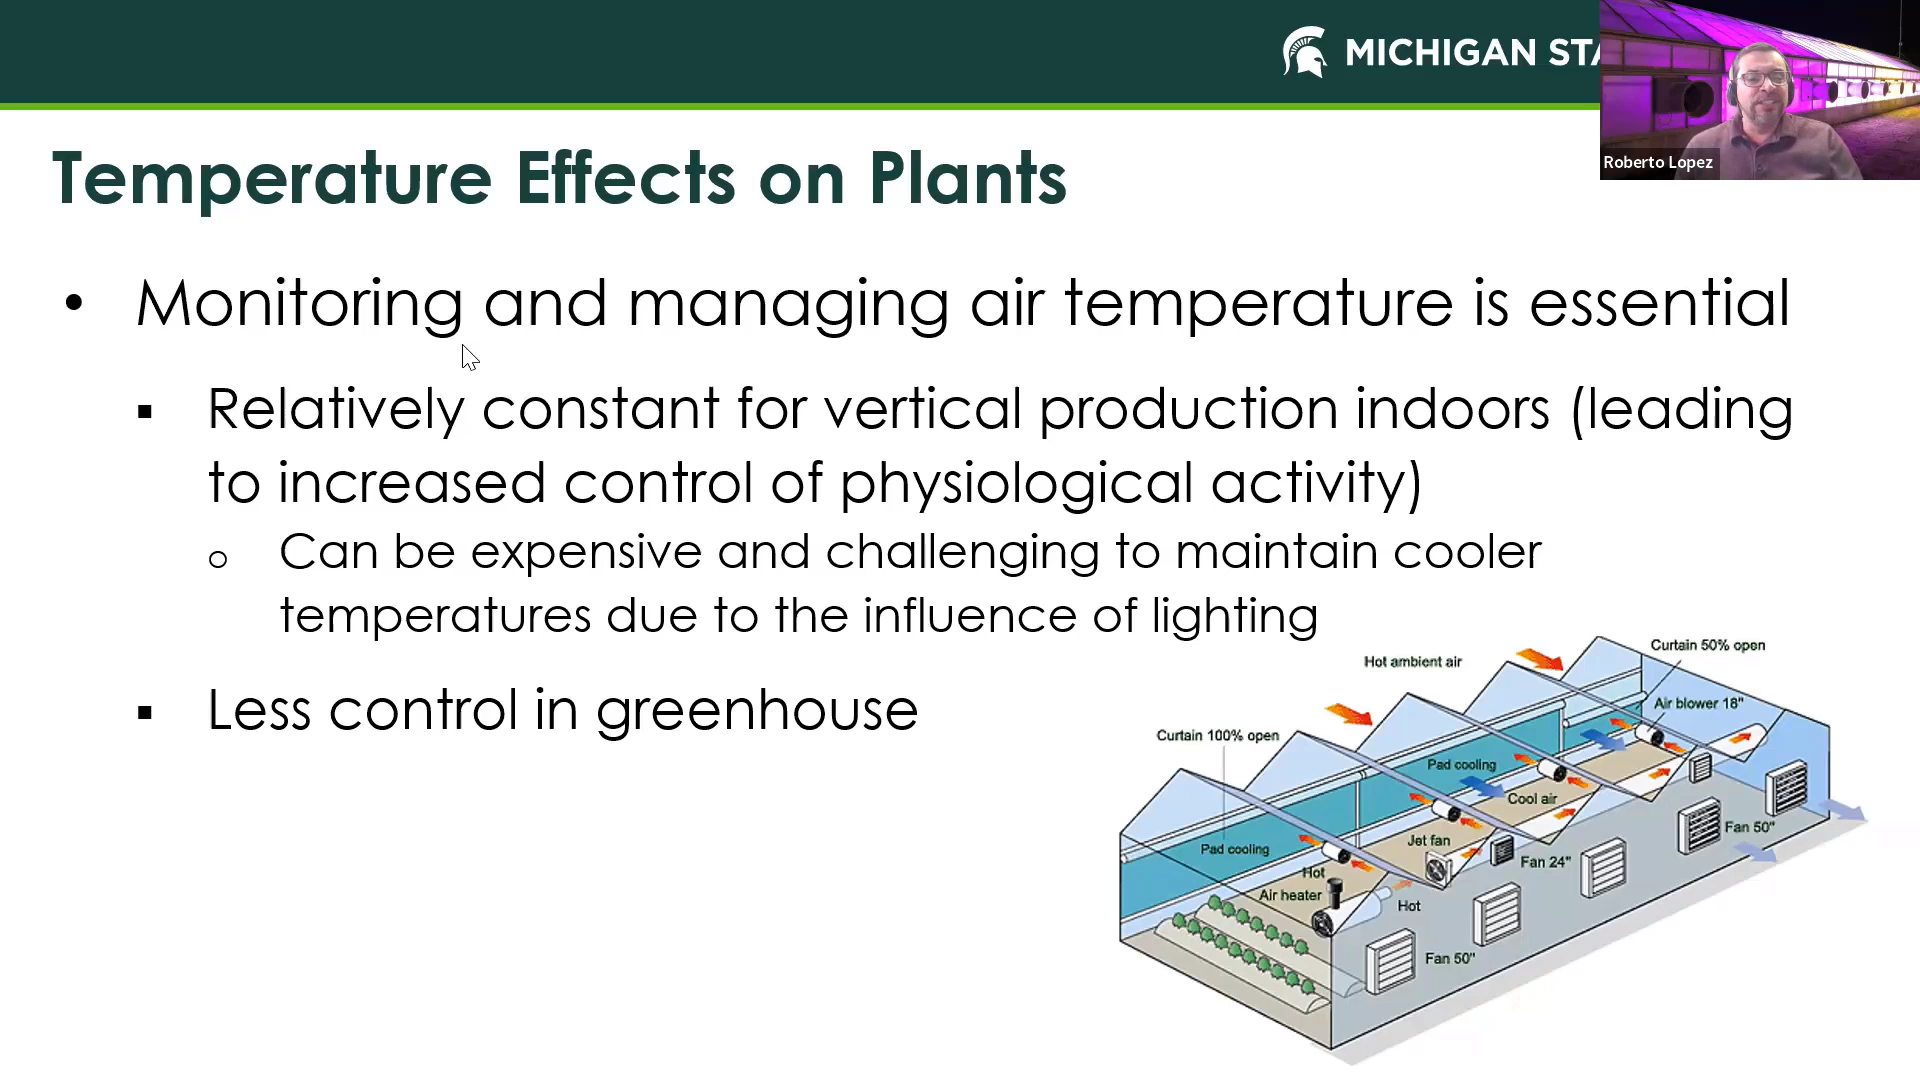 MICHIGAN STA
Roberto Lopez
Temperature Effects on Plants
• Monitoring and managing air temperature is essential
▪ Relatively constant for vertical production indoors (leading
to increased control of physiological activity)
o Can be expensive and challenging to maintain cooler
temperatures due to the influence of lighting
▪ Less control in greenhouse
Curtain 50% open
Hot ambient air
Air blower 18"
Curtain 100% open
Pad cooling
Cool air
Fan 50"
Jet fan
Pad cooling
Fan 24"
Hot
Air heater
Hot
Fan 50"